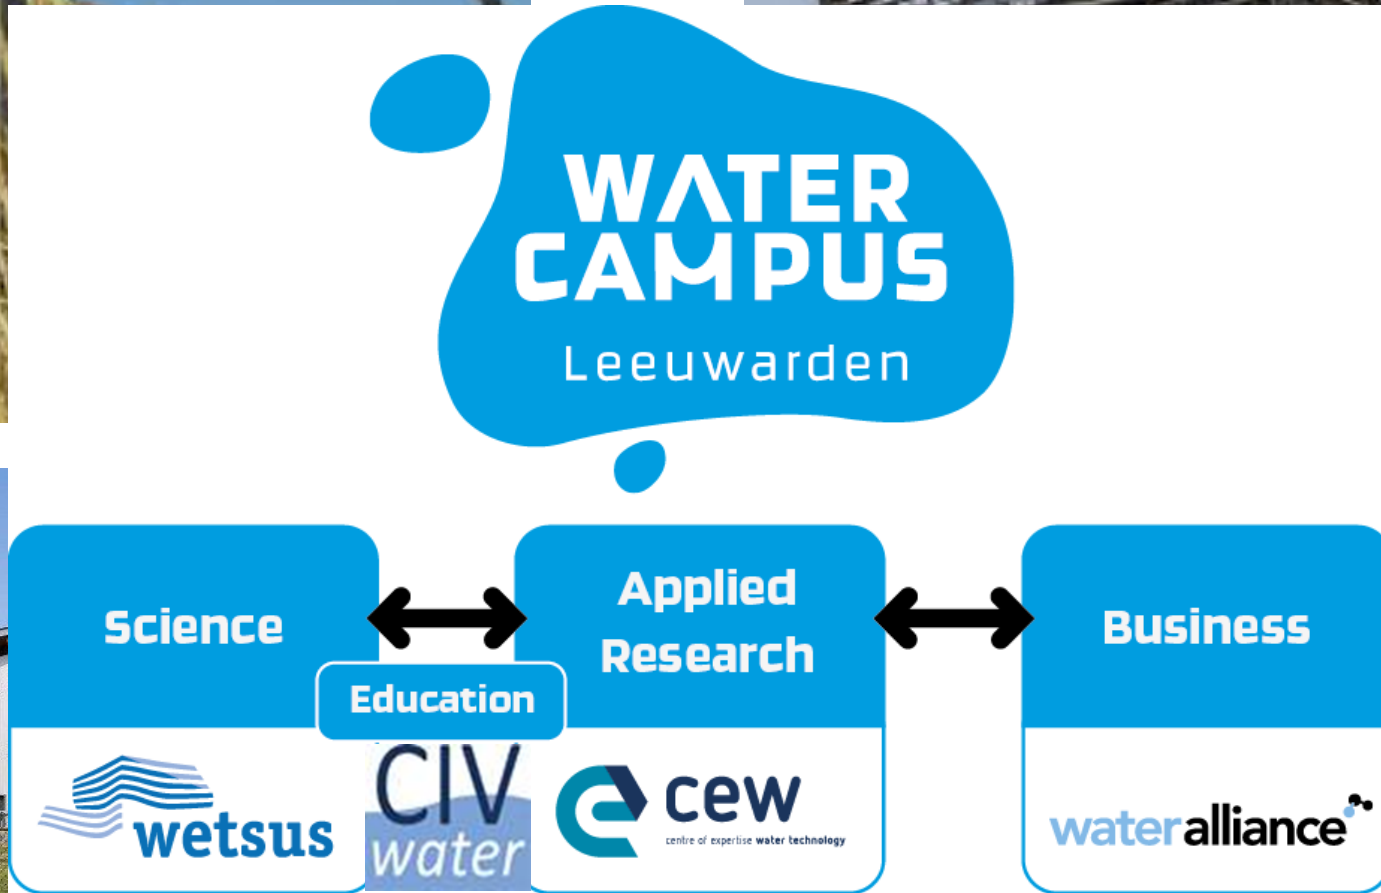 WATER
CAMPUS
Leeuwarden
Science
Applied
Research
Business
Education
wetsus
CIV
water
cew
centre of expertise water technology
wateralliance